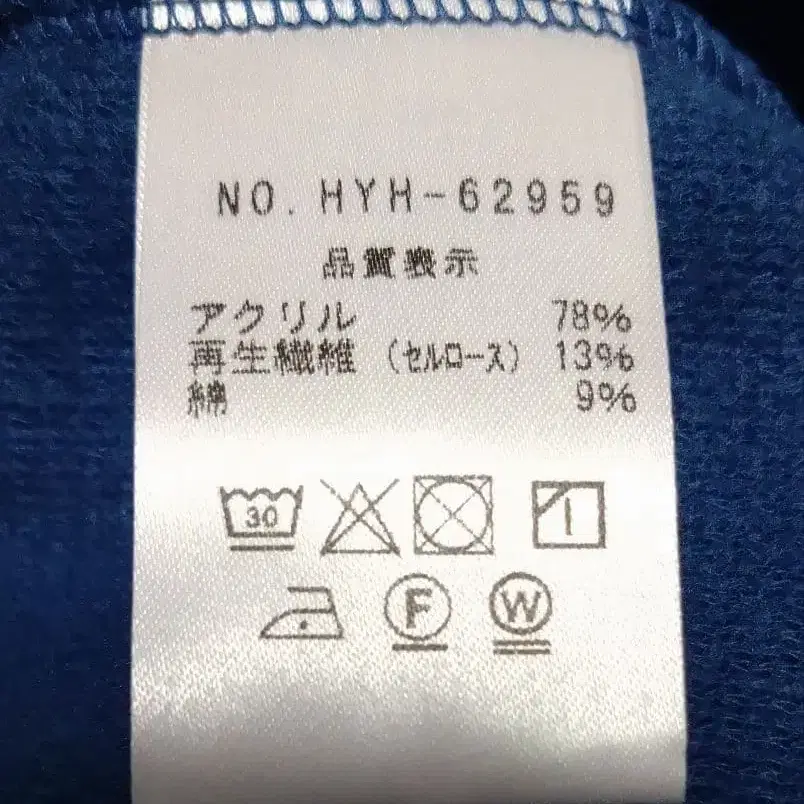 NO. HYH-62959
品質表示
アクリル 78%
再生繊維 (セルロース) 13%
綿 9%
30
F W